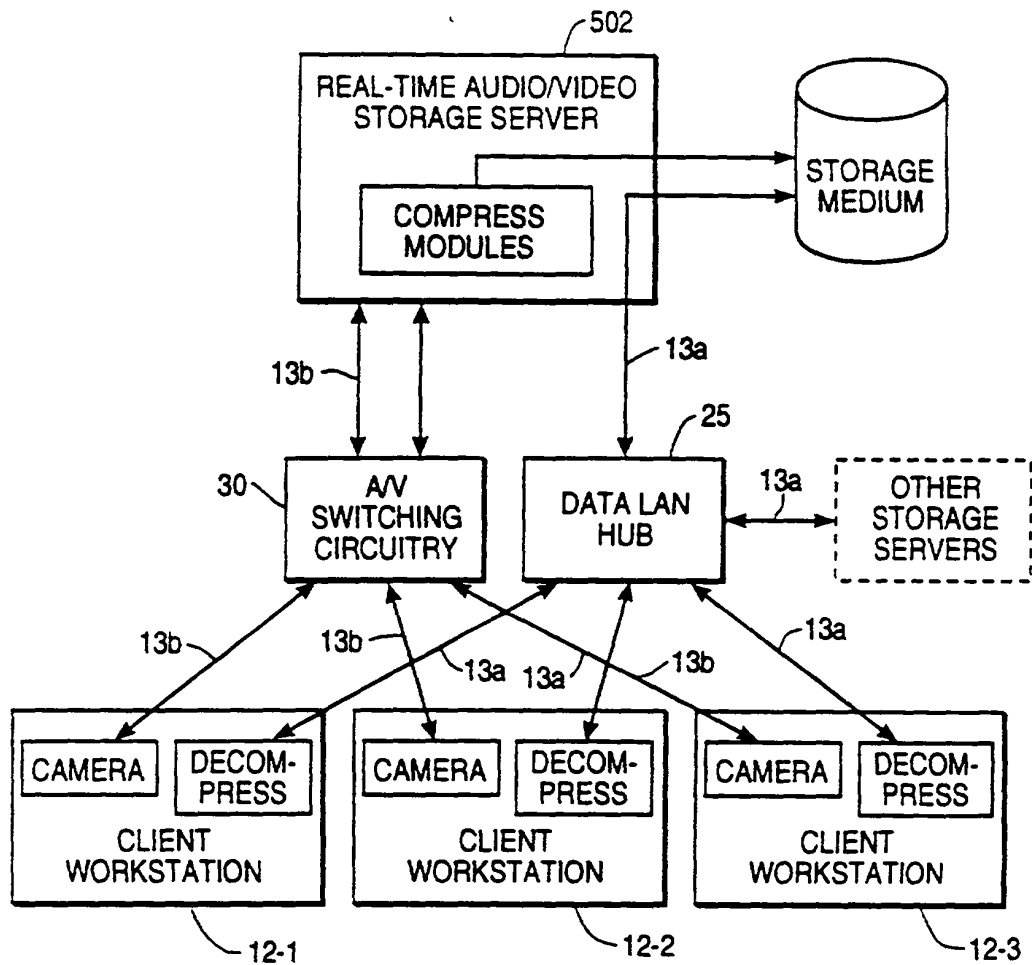 502
REAL-TIME AUDIO/VIDEO
STORAGE SERVER
COMPRESS
MODULES
STORAGE
MEDIUM
13b
13a
25
30
A/V
SWITCHING
CIRCUITRY
DATA LAN
HUB
13a
OTHER
STORAGE
SERVERS
13b
13b
13a
13a
13b
13a
CAMERA
DECOM-
PRESS
CLIENT
WORKSTATION
CAMERA
DECOM-
PRESS
CLIENT
WORKSTATION
CAMERA
DECOM-
PRESS
CLIENT
WORKSTATION
12-1
12-2
12-3